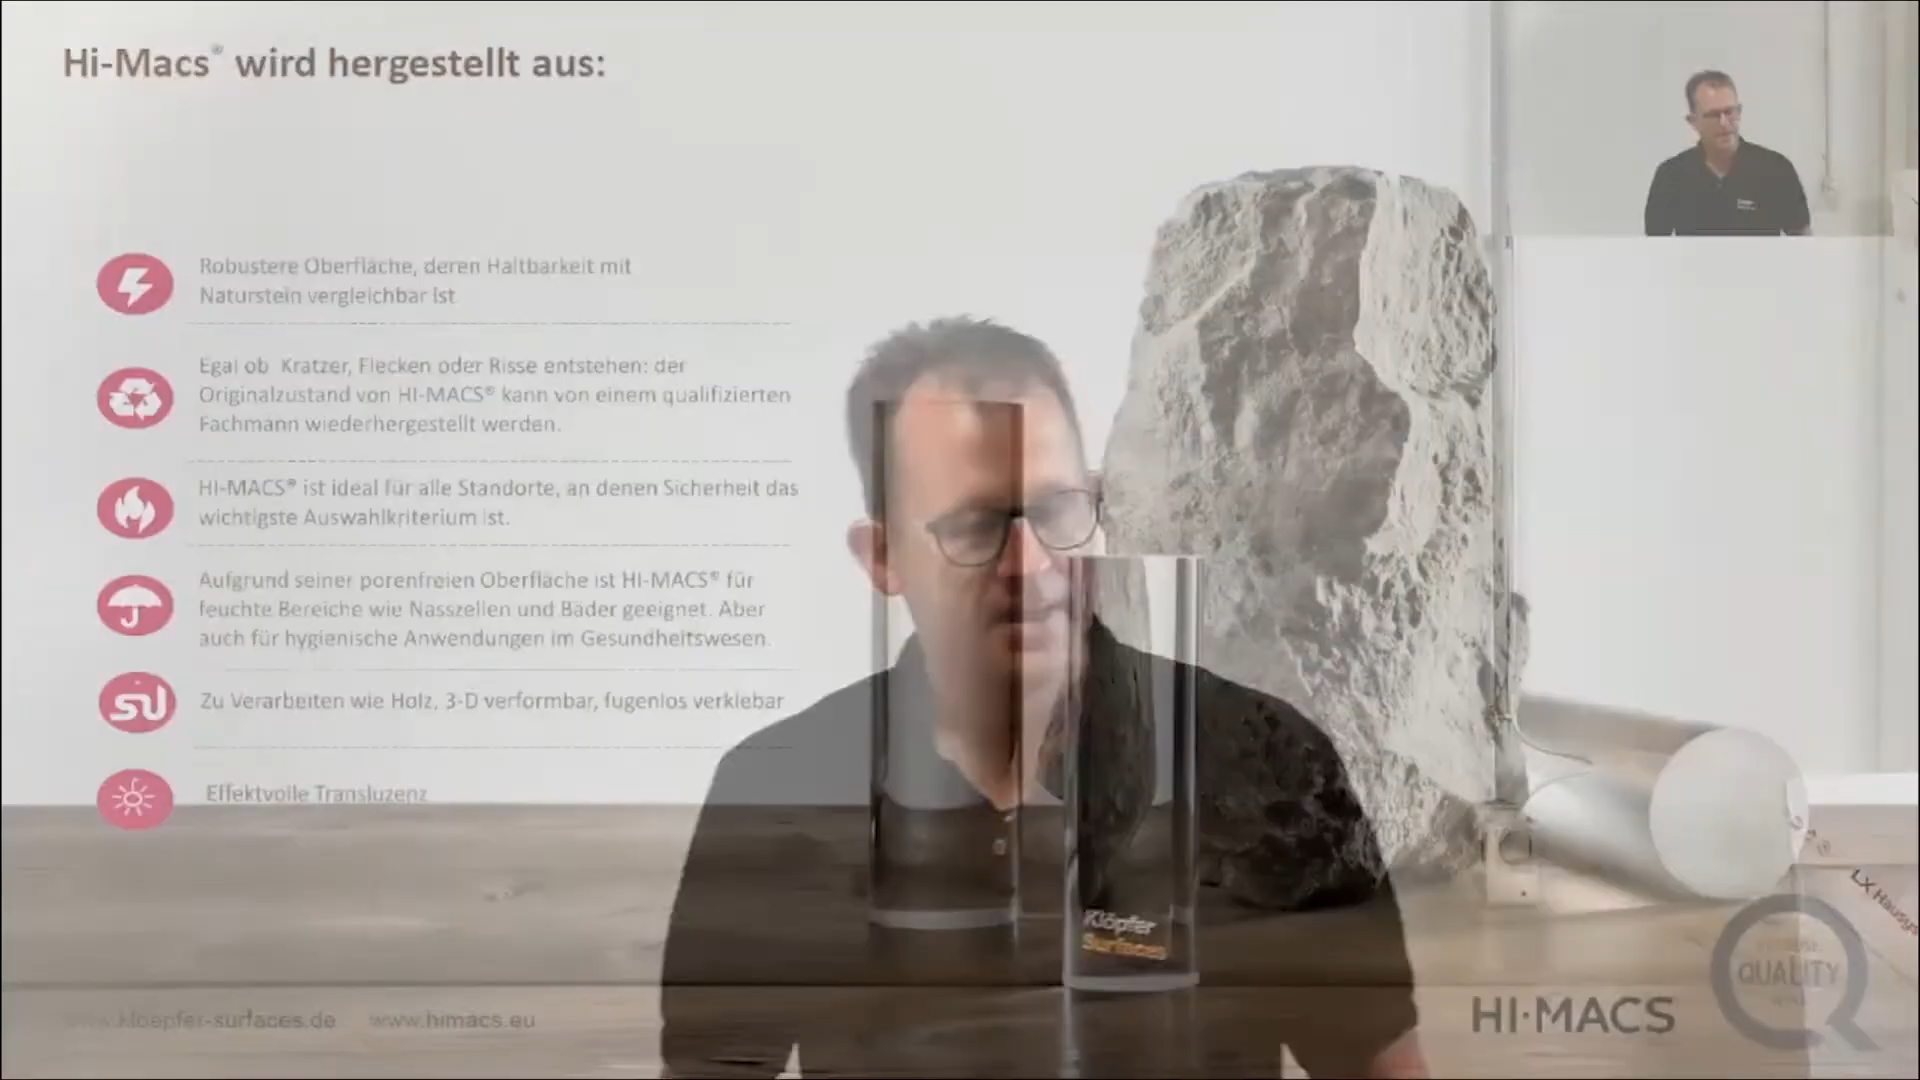 Hi-Macs® wird hergestellt aus:
Robustere Oberfläche, deren Haltbarkeit mit
Naturstein vergleichbar ist
Egal ob Kratzer, Flecken oder Risse entstehen: der
Originalzustand von HI-MACS® kann von einem qualifizierten
Fachmann wiederhergestellt werden.
HI-MACS® ist ideal für alle Standorte, an denen Sicherheit das
wichtigste Auswahlkriterium ist.
Aufgrund seiner porenfreien Oberfläche ist HI-MACS® für
feuchte Bereiche wie Nasszellen und Bäder geeignet. Aber
auch für hygienische Anwendungen im Gesundheitswesen.
SU
Zu Verarbeiten wie Holz, 3-D verformbar, fugenlos verklebar
Effektvolle Transluzenz
Klöpfer
Surfaces
LX Hausys
QUALITY
HI·MACS
www.kloepfer-surfaces.de www.himacs.eu